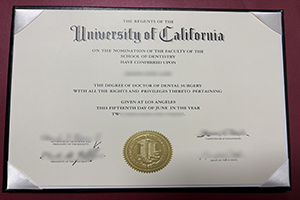 THE REGENTS OF THE
University of California
ON THE NOMINATION OF THE FACULTY OF THE
SCHOOL OF DENTISTRY
HAVE CONFERRED UPON
THE DEGREE OF DOCTOR OF DENTAL SURGERY
WITH ALL THE RIGHTS AND PRIVILEGES THERETO PERTAINING
GIVEN AT LOS ANGELES
THIS FIFTEENTH DAY OF JUNE IN THE YEAR